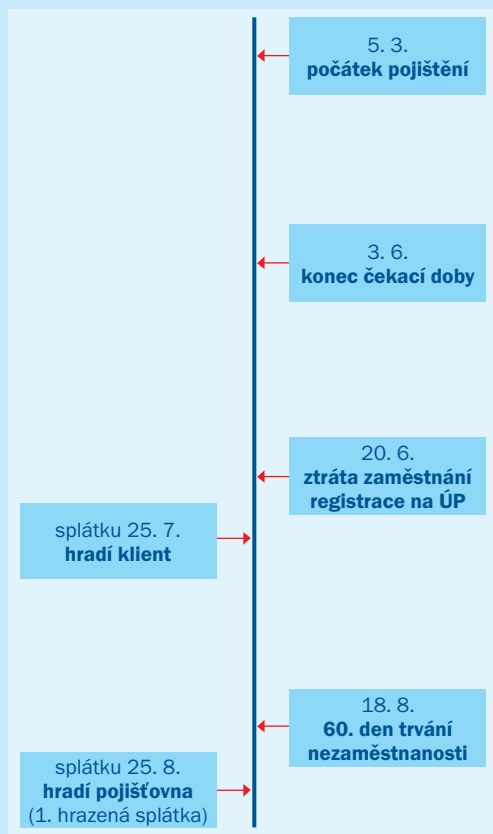 5. 3.
počátek pojištění
3. 6.
konec čekací doby
20. 6.
ztráta zaměstnání
registrace na ÚP
splátku 25. 7.
hradí klient
18. 8.
60. den trvání
nezaměstnanosti
splátku 25. 8.
hradí pojišťovna
(1. hrazená splátka)